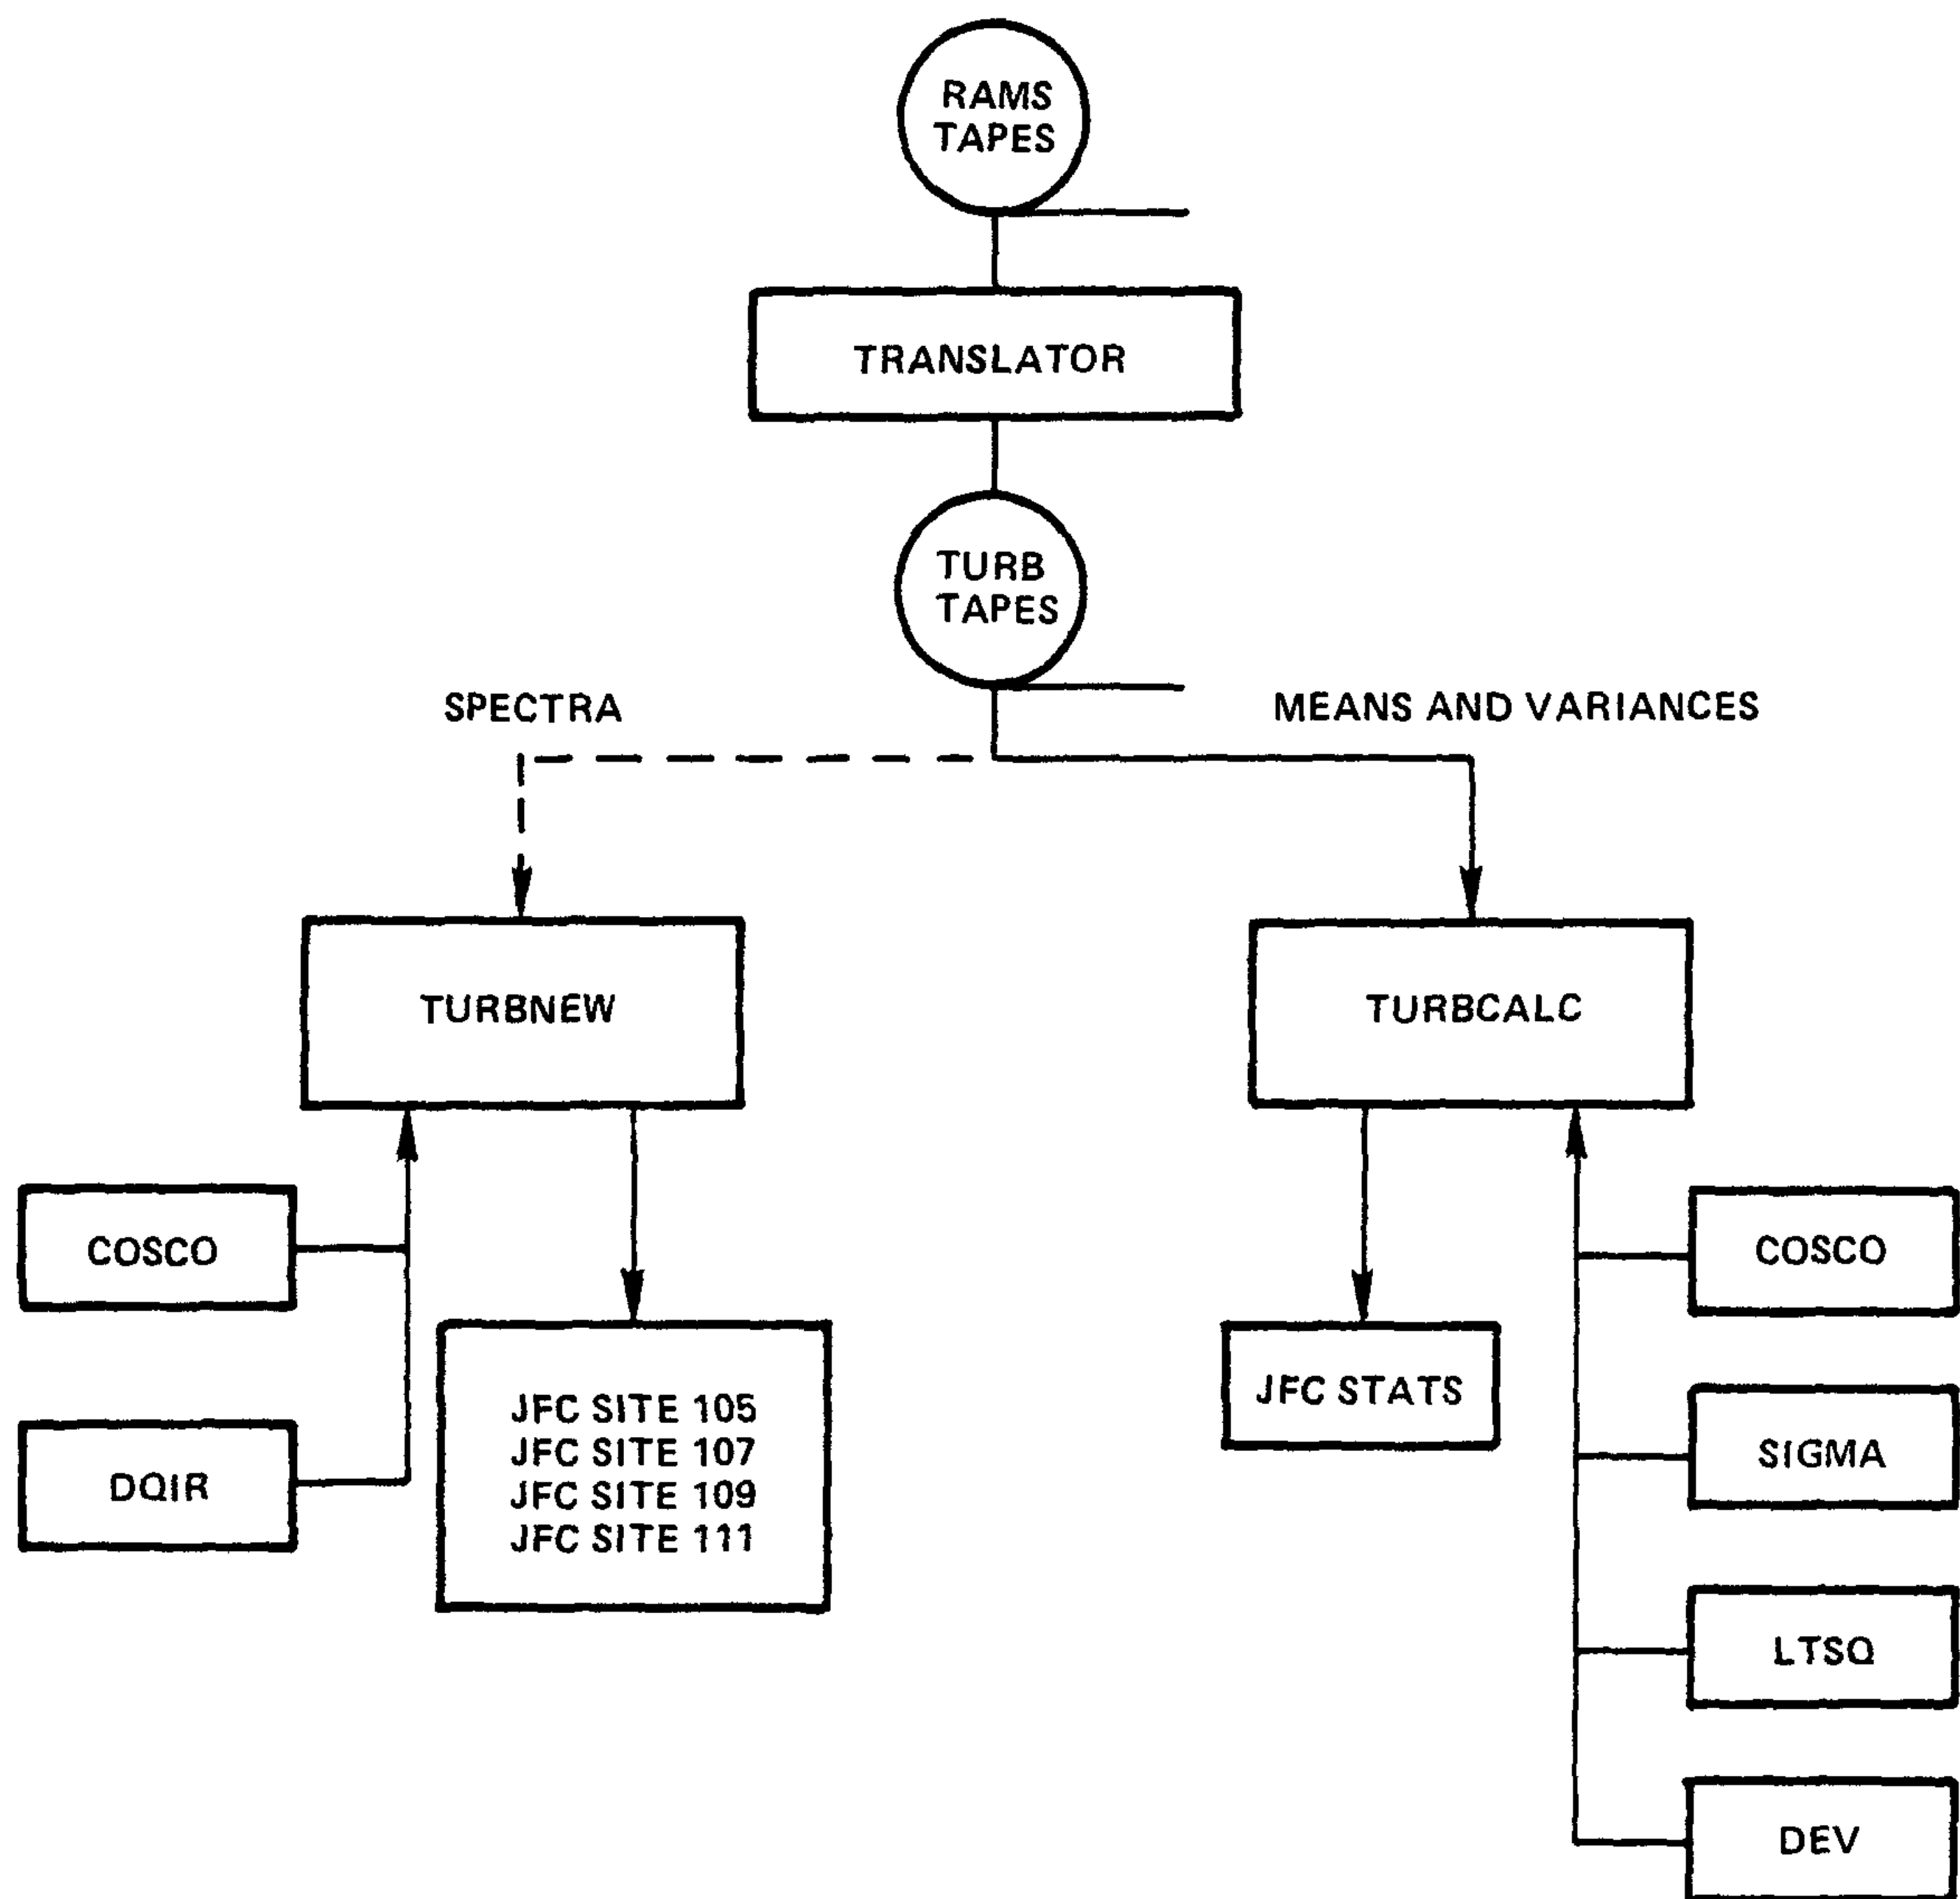 RAMS
TAPES
TRANSLATOR
TURB
TAPES
SPECTRA
MEANS AND VARIANCES
TURBNEW
TURBCALC
COSCO
DQIR
JFC SITE 105
JFC SITE 107
JFC SITE 109
JFC SITE 111
JFC STATS
COSCO
SIGMA
LTSQ
DEV